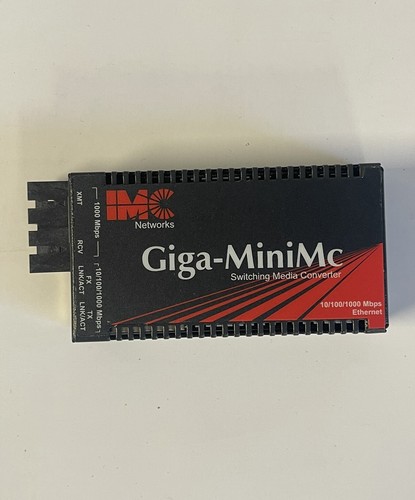 IMC
Networks
Giga-MiniMc
Switching Media Converter
10/100/1000 Mbps
Ethernet
XMT
RCV
1000 Mbps
FX
LNK/ACT
TX
LNK/ACT
10/100/1000 Mbps